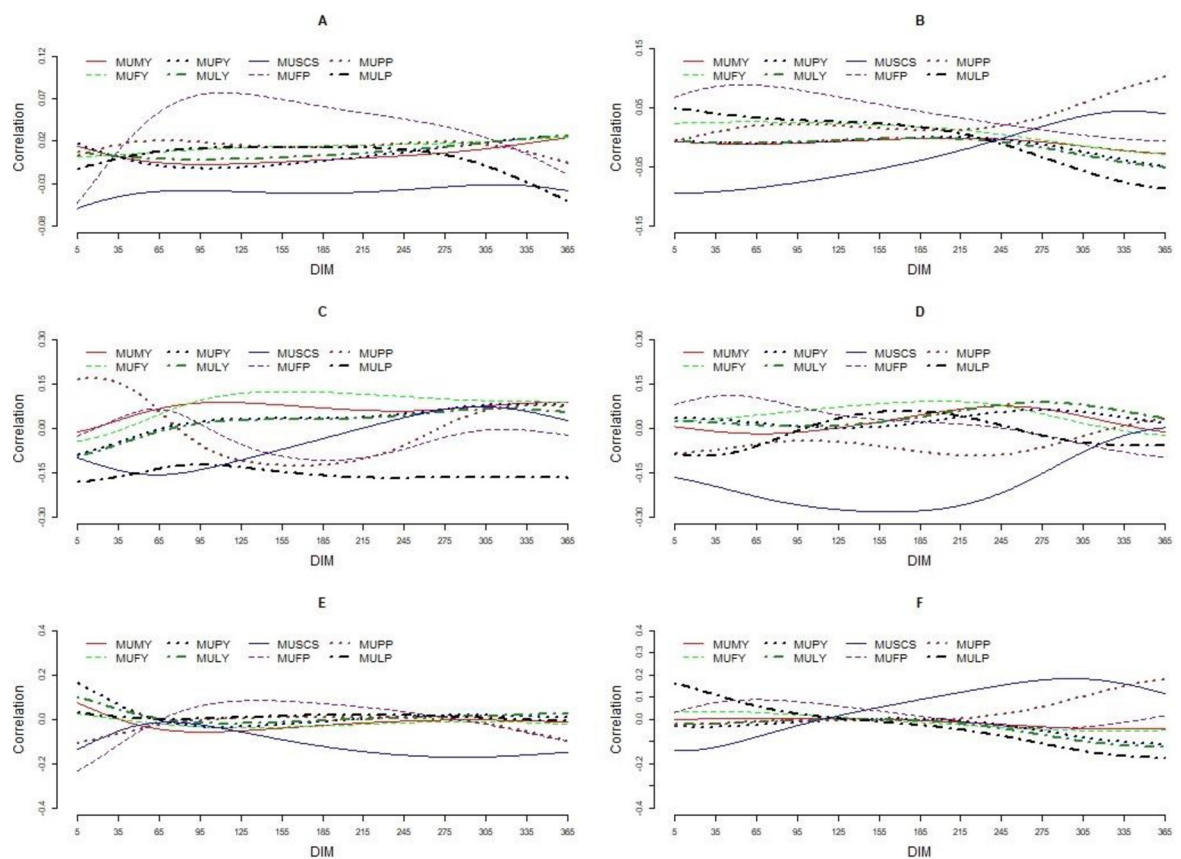 A
0.12
0.07
0.02
-0.03
-0.08
Correlation
MUMY MUPY MUSCS MUPP
MUFY MULY MUFP MULP
5 35 65 95 125 155 185 215 245 275 305 335 365
DIM
B
0.15
0.05
-0.05
-0.15
Correlation
MUMY MUPY MUSCS MUPP
MUFY MULY MUFP MULP
5 35 65 95 125 155 185 215 245 275 305 335 365
DIM
C
0.30
0.15
0.00
-0.15
-0.30
Correlation
MUMY MUPY MUSCS MUPP
MUFY MULY MUFP MULP
5 35 65 95 125 155 185 215 245 275 305 335 365
DIM
D
0.30
0.15
0.00
-0.15
-0.30
Correlation
MUMY MUPY MUSCS MUPP
MUFY MULY MUFP MULP
5 35 65 95 125 155 185 215 245 275 305 335 365
DIM
E
0.4
0.2
0.0
-0.2
-0.4
Correlation
MUMY MUPY MUSCS MUPP
MUFY MULY MUFP MULP
5 35 65 95 125 155 185 215 245 275 305 335 365
DIM
F
0.4
0.3
0.2
0.1
0.0
-0.2
-0.4
Correlation
MUMY MUPY MUSCS MUPP
MUFY MULY MUFP MULP
5 35 65 95 125 155 185 215 245 275 305 335 365
DIM